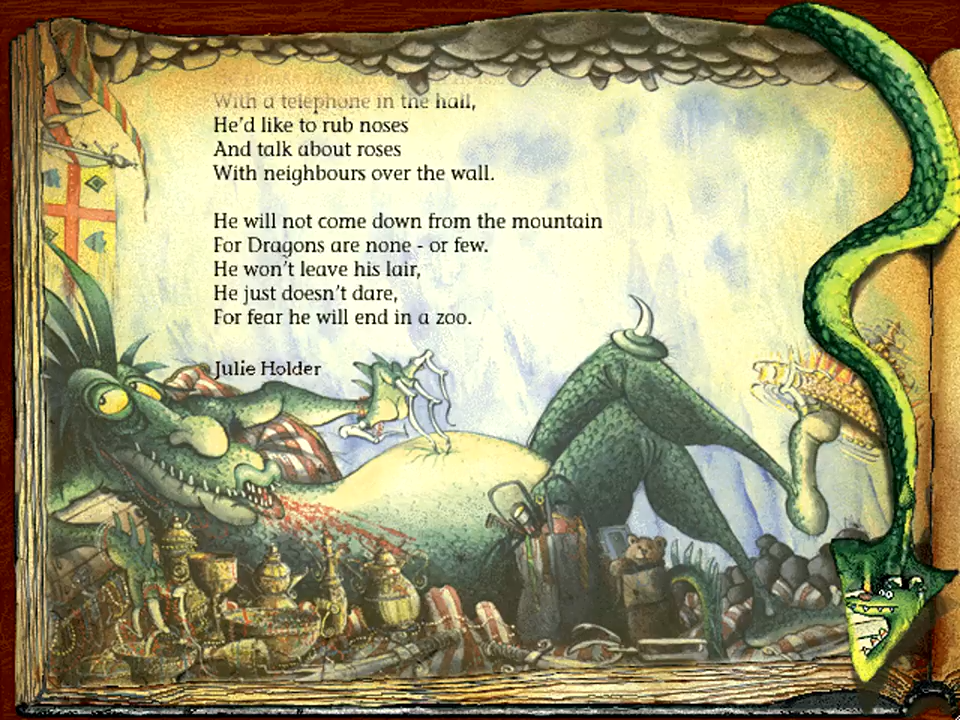 With a telephone in the hall,
He'd like to rub noses
And talk about roses
With neighbours over the wall.
He will not come down from the mountain
For Dragons are none - or few.
He won't leave his lair,
He just doesn't dare,
For fear he will end in a zoo.
Julie Holder